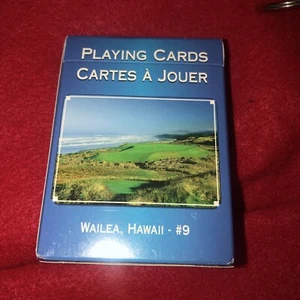 PLAYING CARDS
CARTES À JOUER
WAILEA, HAWAII - #9